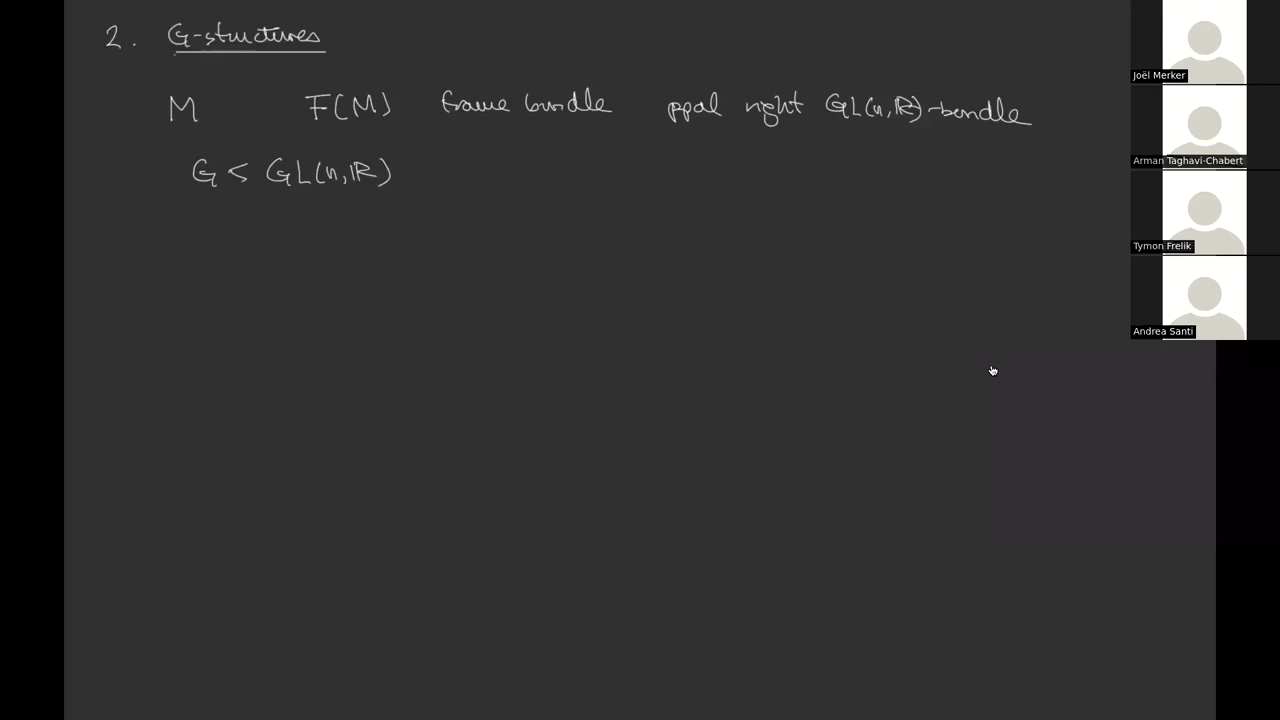 2. G-structures
M F(M) frame bundle ppal right GL(n,ℝ)-bundle
G < GL(n,ℝ)
Joël Merker
Arman Taghavi-Chabert
Tymon Frelik
Andrea Santi